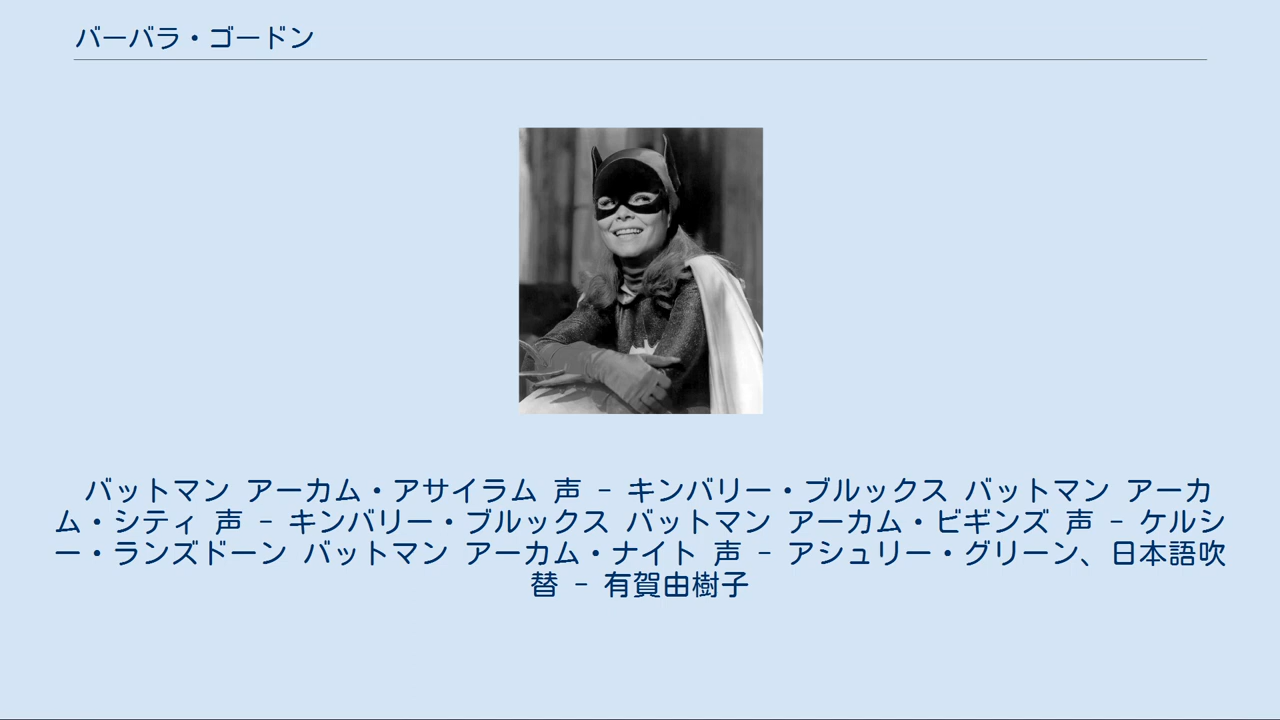 バーバラ・ゴードン
バットマン アーカム・アサイラム 声 - キンバリー・ブルックス バットマン アーカ
ム・シティ 声 - キンバリー・ブルックス バットマン アーカム・ビギンズ 声 - ケルシ
ー・ランズドーン バットマン アーカム・ナイト 声 - アシュリー・グリーン、日本語吹
替 - 有賀由樹子